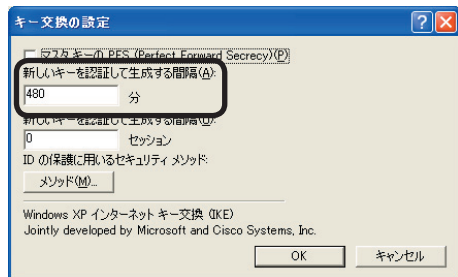 キー交換の設定
マスタ キーの PFS (Perfect Forward Secrecy)(P)
新しいキーを認証して生成する間隔(A):
480 分
新しいキーを認証して生成する間隔(U):
0 セッション
ID の保護に用いるセキュリティ メソッド:
メソッド(M)...
Windows XP インターネット キー交換 (IKE)
Jointly developed by Microsoft and Cisco Systems, Inc.
OK キャンセル